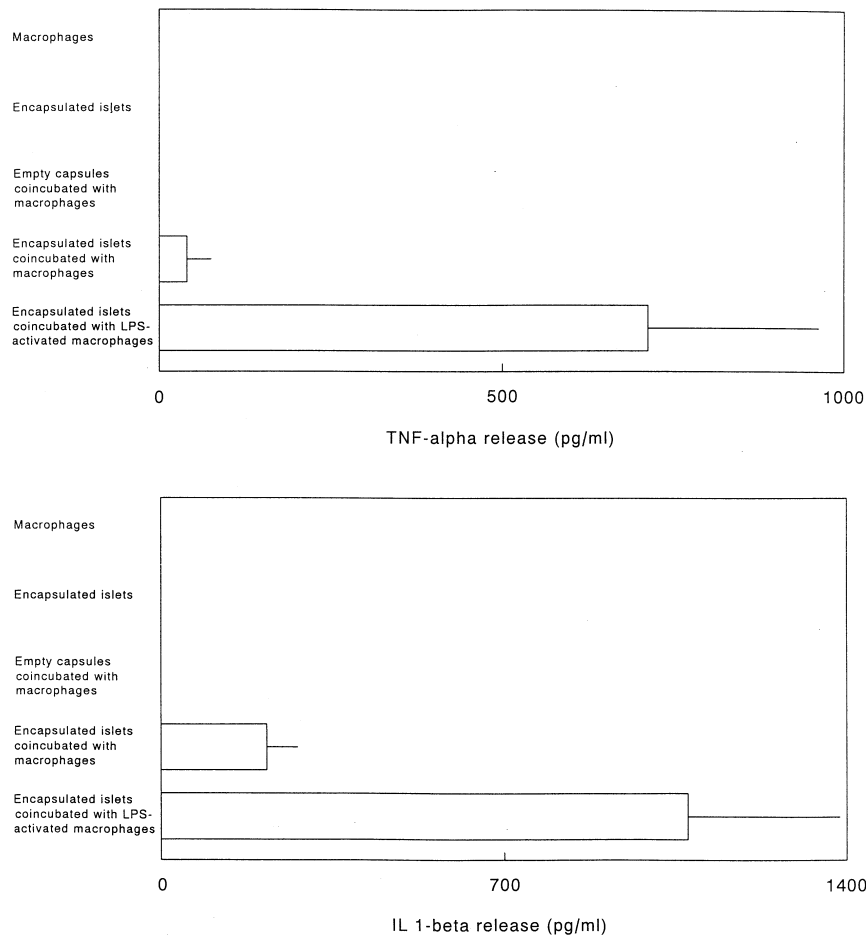 Macrophages
Encapsulated islets
Empty capsules
coincubated with
macrophages
Encapsulated islets
coincubated with
macrophages
Encapsulated islets
coincubated with LPS-
activated macrophages
0 500 1000
TNF-alpha release (pg/ml)
Macrophages
Encapsulated islets
Empty capsules
coincubated with
macrophages
Encapsulated islets
coincubated with
macrophages
Encapsulated islets
coincubated with LPS-
activated macrophages
0 700 1400
IL 1-beta release (pg/ml)